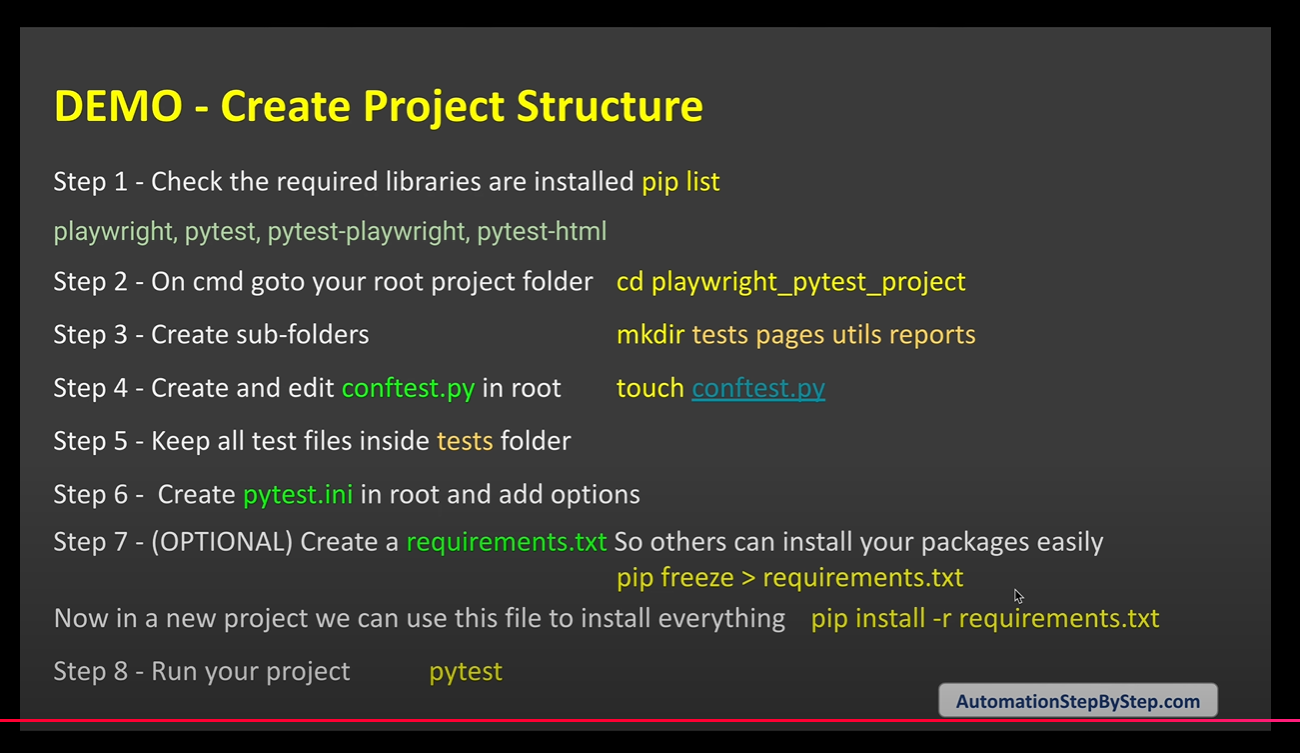 DEMO - Create Project Structure
Step 1 - Check the required libraries are installed pip list
playwright, pytest, pytest-playwright, pytest-html
Step 2 - On cmd goto your root project folder cd playwright_pytest_project
Step 3 - Create sub-folders mkdir tests pages utils reports
Step 4 - Create and edit conftest.py in root touch conftest.py
Step 5 - Keep all test files inside tests folder
Step 6 - Create pytest.ini in root and add options
Step 7 - (OPTIONAL) Create a requirements.txt So others can install your packages easily
pip freeze > requirements.txt
Now in a new project we can use this file to install everything pip install -r requirements.txt
Step 8 - Run your project pytest
AutomationStepByStep.com